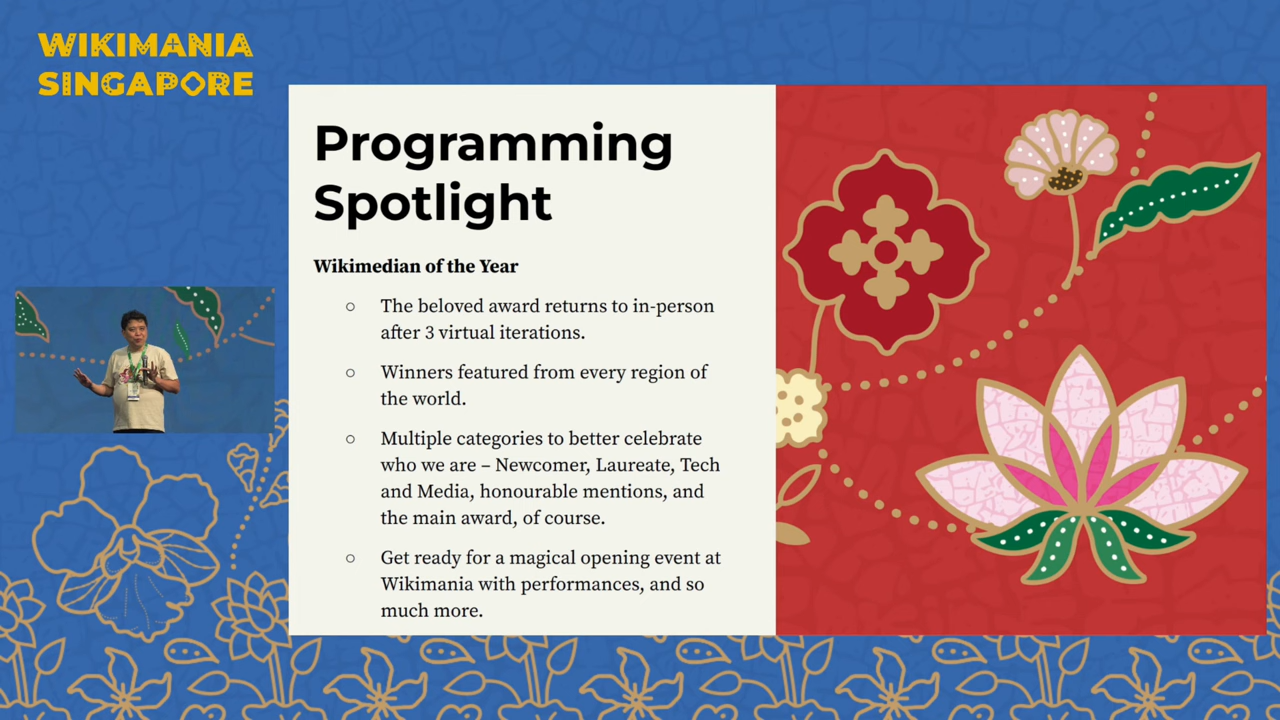 WIKIMANIA
SINGAPORE
Programming
Spotlight
Wikimedian of the Year
○ The beloved award returns to in-person
after 3 virtual iterations.
○ Winners featured from every region of
the world.
○ Multiple categories to better celebrate
who we are – Newcomer, Laureate, Tech
and Media, honourable mentions, and
the main award, of course.
○ Get ready for a magical opening event at
Wikimania with performances, and so
much more.